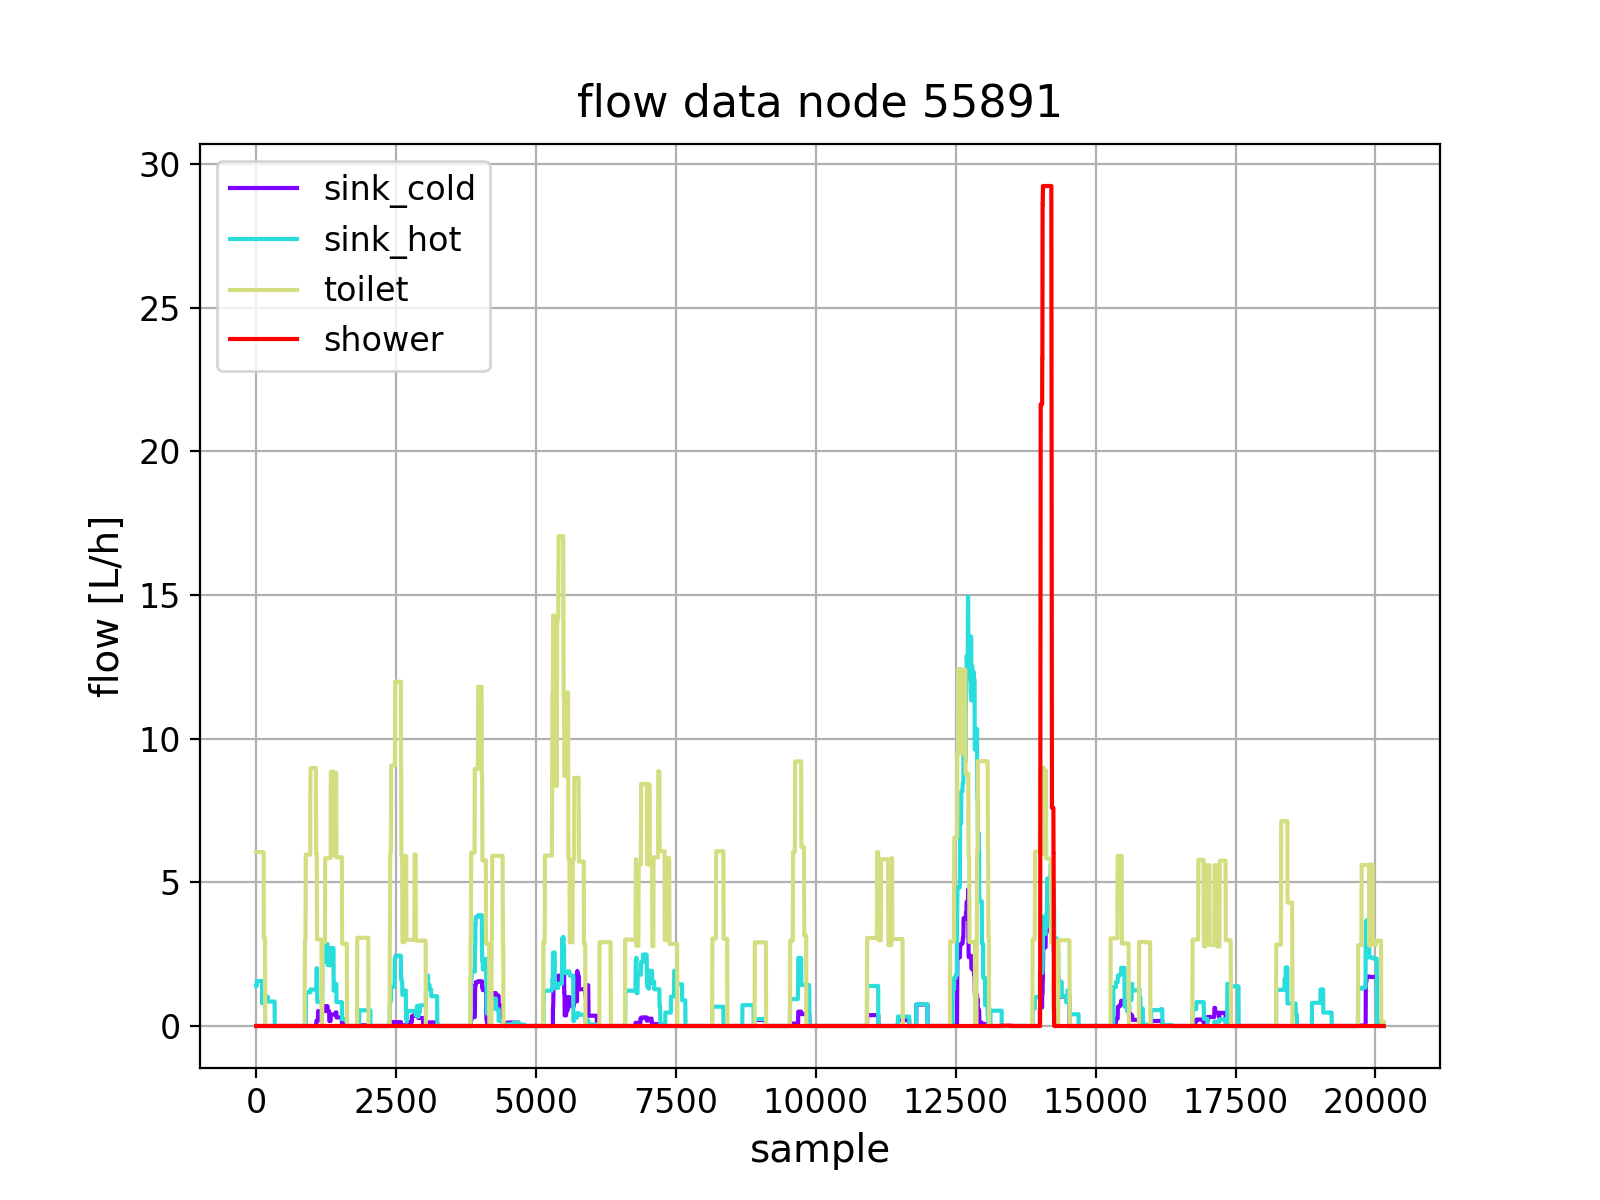 flow data node 55891
30
25
20
15
10
5
0
flow [L/h]
sink_cold
sink_hot
toilet
shower
0 2500 5000 7500 10000 12500 15000 17500 20000
sample